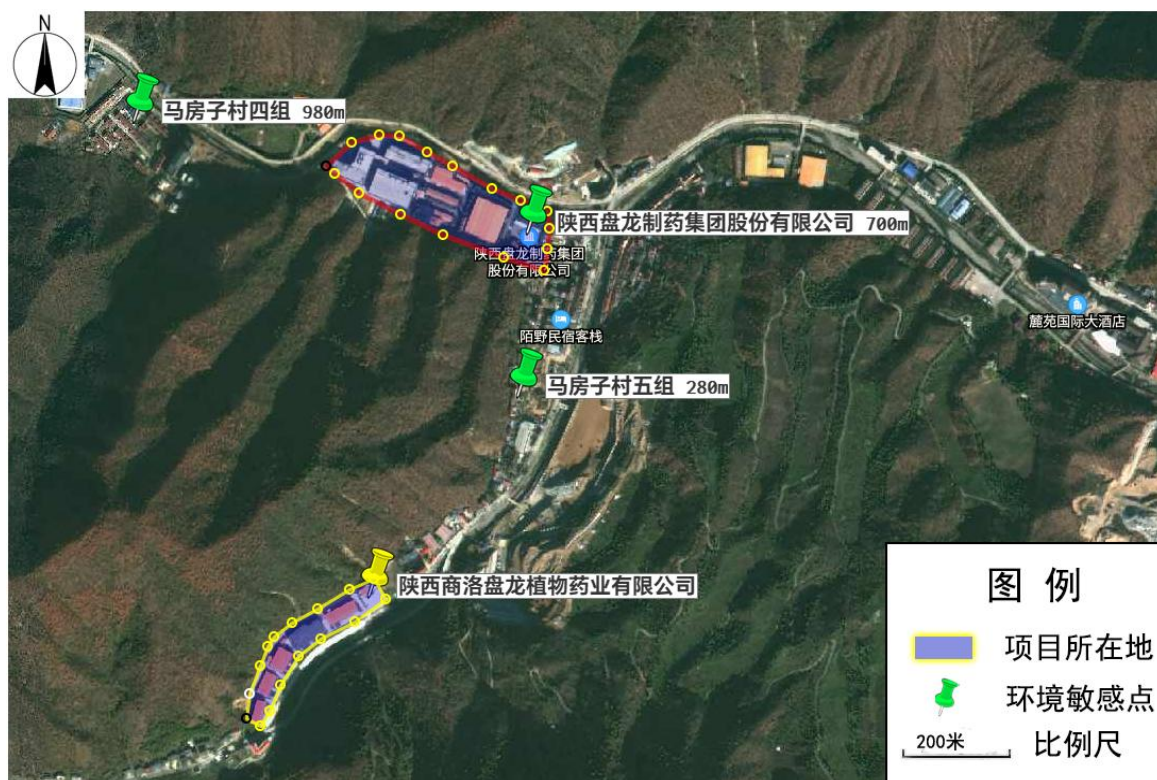 N
马房子村四组 980m
陕西盘龙制药集团股份有限公司 700m
陕西盘龙制药集团
股份有限公司
麓苑国际大酒店
陌野民宿客栈
马房子村五组 280m
陕西商洛盘龙植物药业有限公司
图例
项目所在地
环境敏感点
200米
比例尺